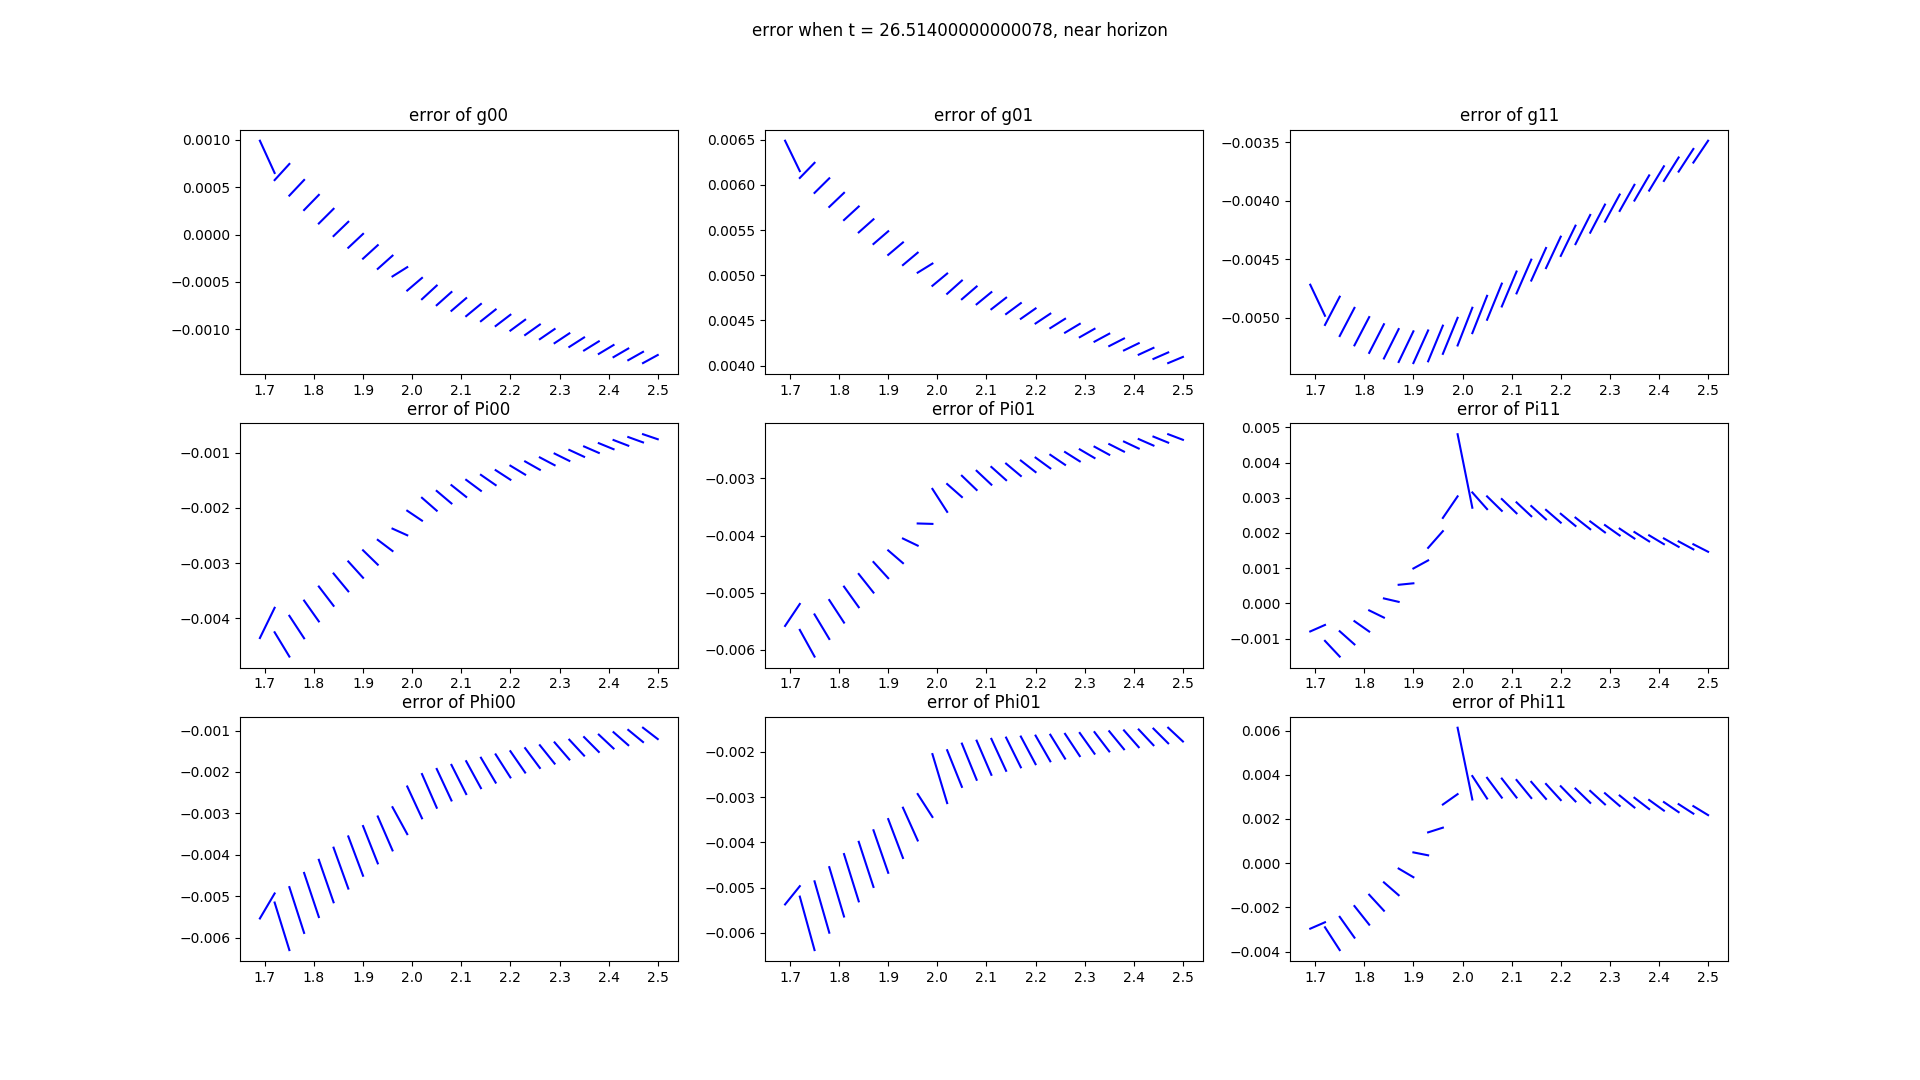 error when t = 26.51400000000078, near horizon
error of g00
error of g01
error of g11
0.0010
0.0005
0.0000
−0.0005
−0.0010
0.0065
0.0060
0.0055
0.0050
0.0045
0.0040
−0.0035
−0.0040
−0.0045
−0.0050
1.7 1.8 1.9 2.0 2.1 2.2 2.3 2.4 2.5
1.7 1.8 1.9 2.0 2.1 2.2 2.3 2.4 2.5
1.7 1.8 1.9 2.0 2.1 2.2 2.3 2.4 2.5
error of Pi00
error of Pi01
error of Pi11
−0.001
−0.002
−0.003
−0.004
−0.003
−0.004
−0.005
−0.006
0.005
0.004
0.003
0.002
0.001
0.000
−0.001
1.7 1.8 1.9 2.0 2.1 2.2 2.3 2.4 2.5
1.7 1.8 1.9 2.0 2.1 2.2 2.3 2.4 2.5
1.7 1.8 1.9 2.0 2.1 2.2 2.3 2.4 2.5
error of Phi00
error of Phi01
error of Phi11
−0.001
−0.002
−0.003
−0.004
−0.005
−0.006
−0.002
−0.003
−0.004
−0.005
−0.006
0.006
0.004
0.002
0.000
−0.002
−0.004
1.7 1.8 1.9 2.0 2.1 2.2 2.3 2.4 2.5
1.7 1.8 1.9 2.0 2.1 2.2 2.3 2.4 2.5
1.7 1.8 1.9 2.0 2.1 2.2 2.3 2.4 2.5